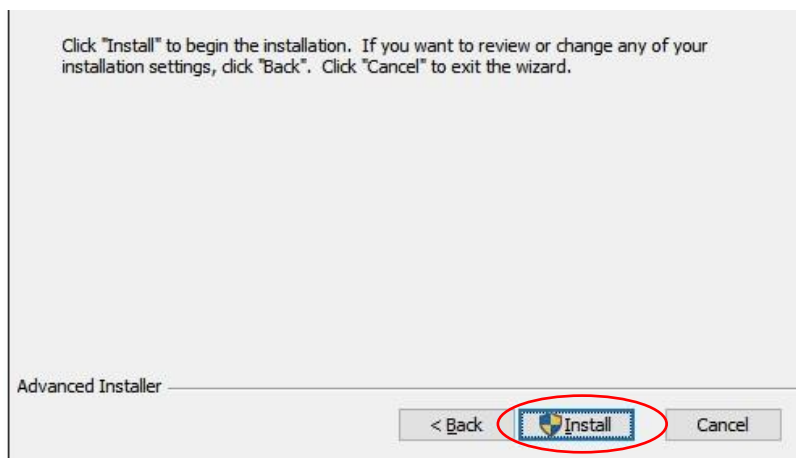 Click "Install" to begin the installation. If you want to review or change any of your
installation settings, click "Back". Click "Cancel" to exit the wizard.
Advanced Installer
< Back Install Cancel